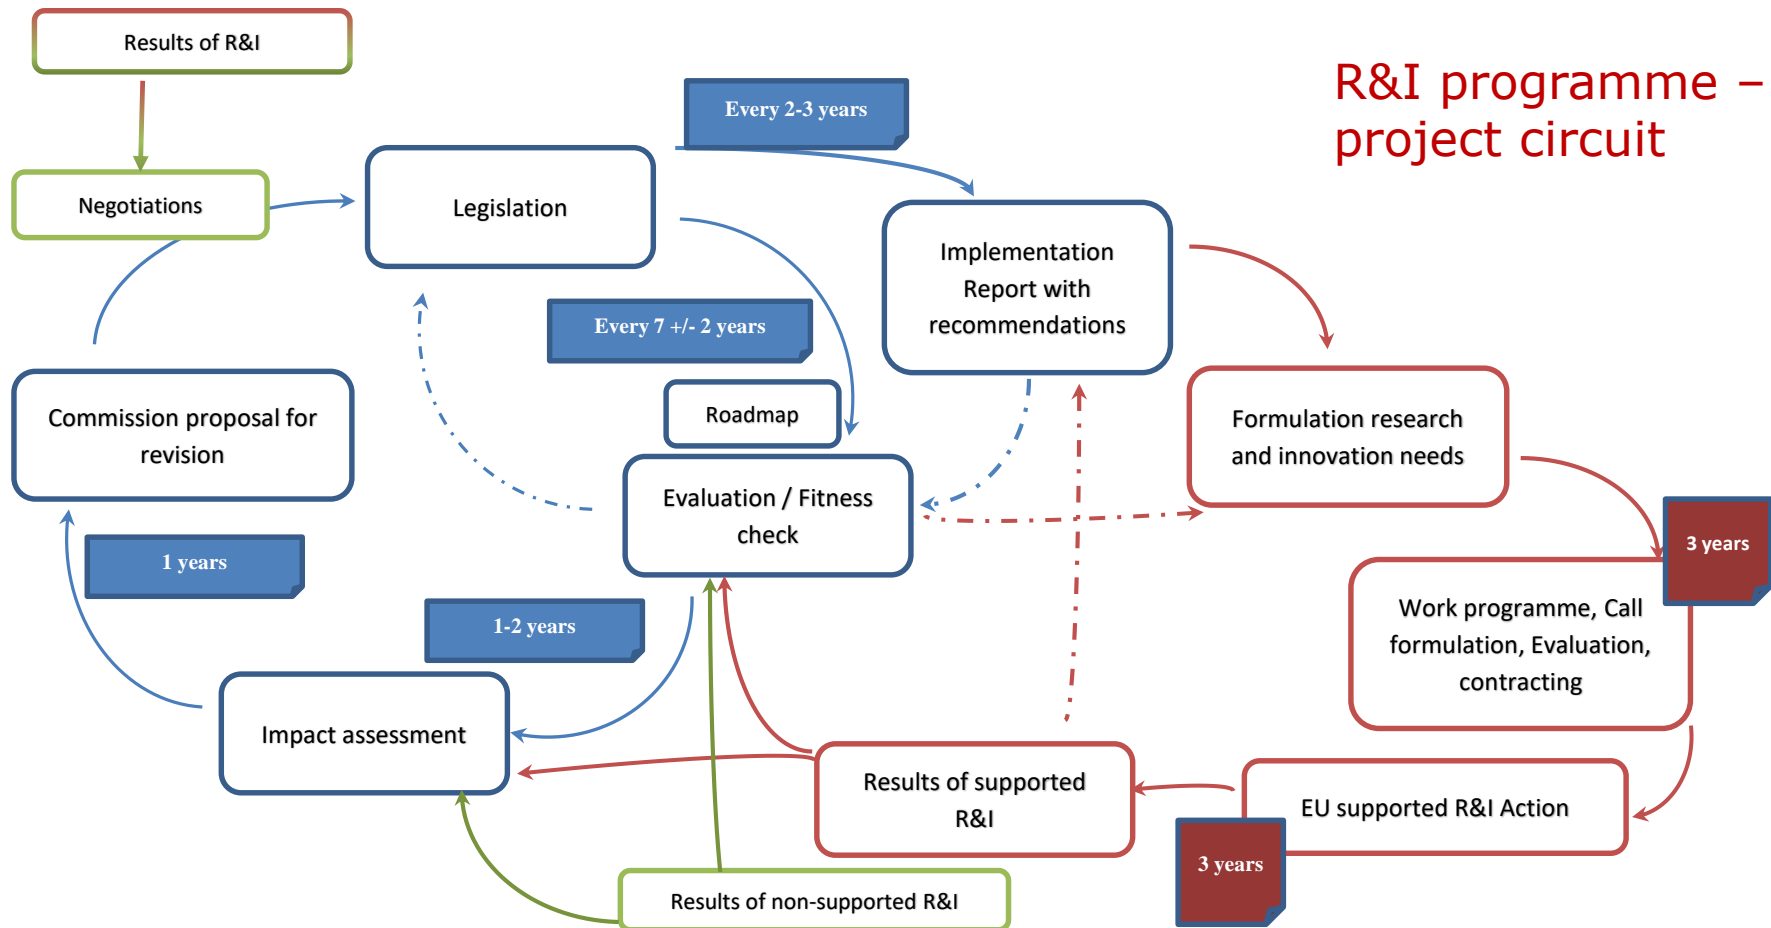 Results of R&I
R&I programme –
project circuit
Every 2-3 years
Negotiations
Legislation
Implementation
Report with
recommendations
Every 7 +/- 2 years
Roadmap
Commission proposal for
revision
Formulation research
and innovation needs
Evaluation / Fitness
check
3 years
1 years
Work programme, Call
formulation, Evaluation,
contracting
1-2 years
Impact assessment
Results of supported
R&I
EU supported R&I Action
3 years
Results of non-supported R&I